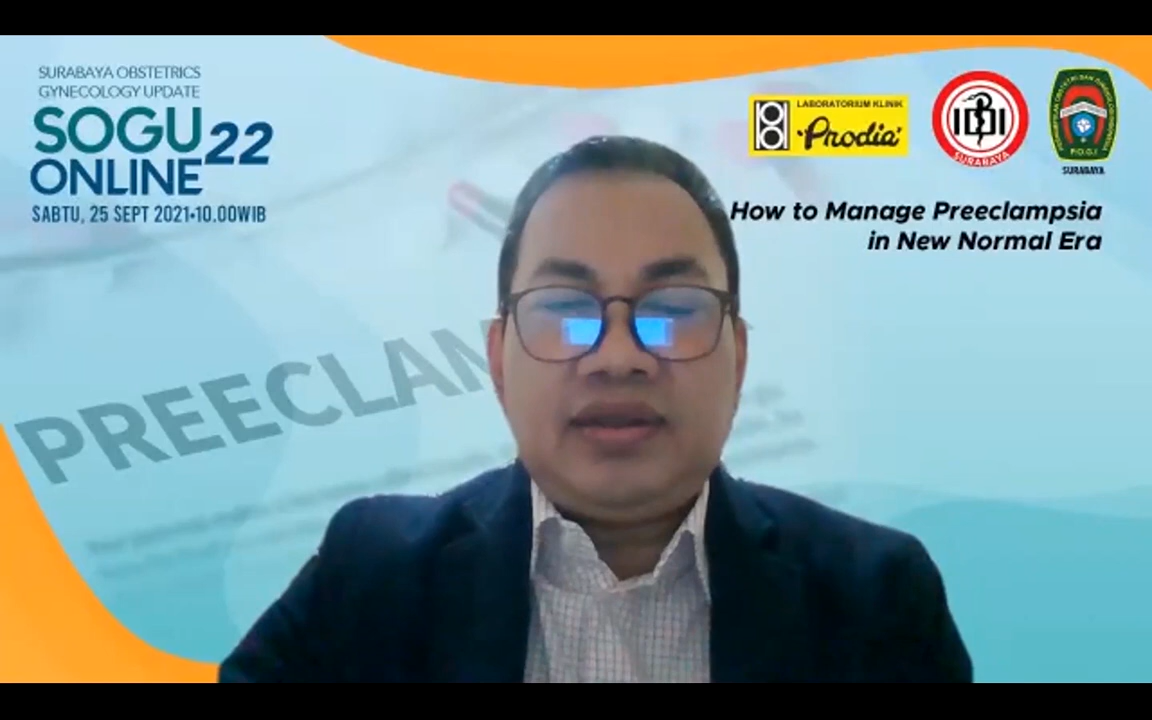 SURABAYA OBSTETRICS
GYNECOLOGY UPDATE
SOGU
ONLINE 22
SABTU, 25 SEPT 2021•10.00WIB
LABORATORIUM KLINIK
Prodia
IDI
SURABAYA
P.O.G.I
SURABAYA
How to Manage Preeclampsia
in New Normal Era
PREECLAM